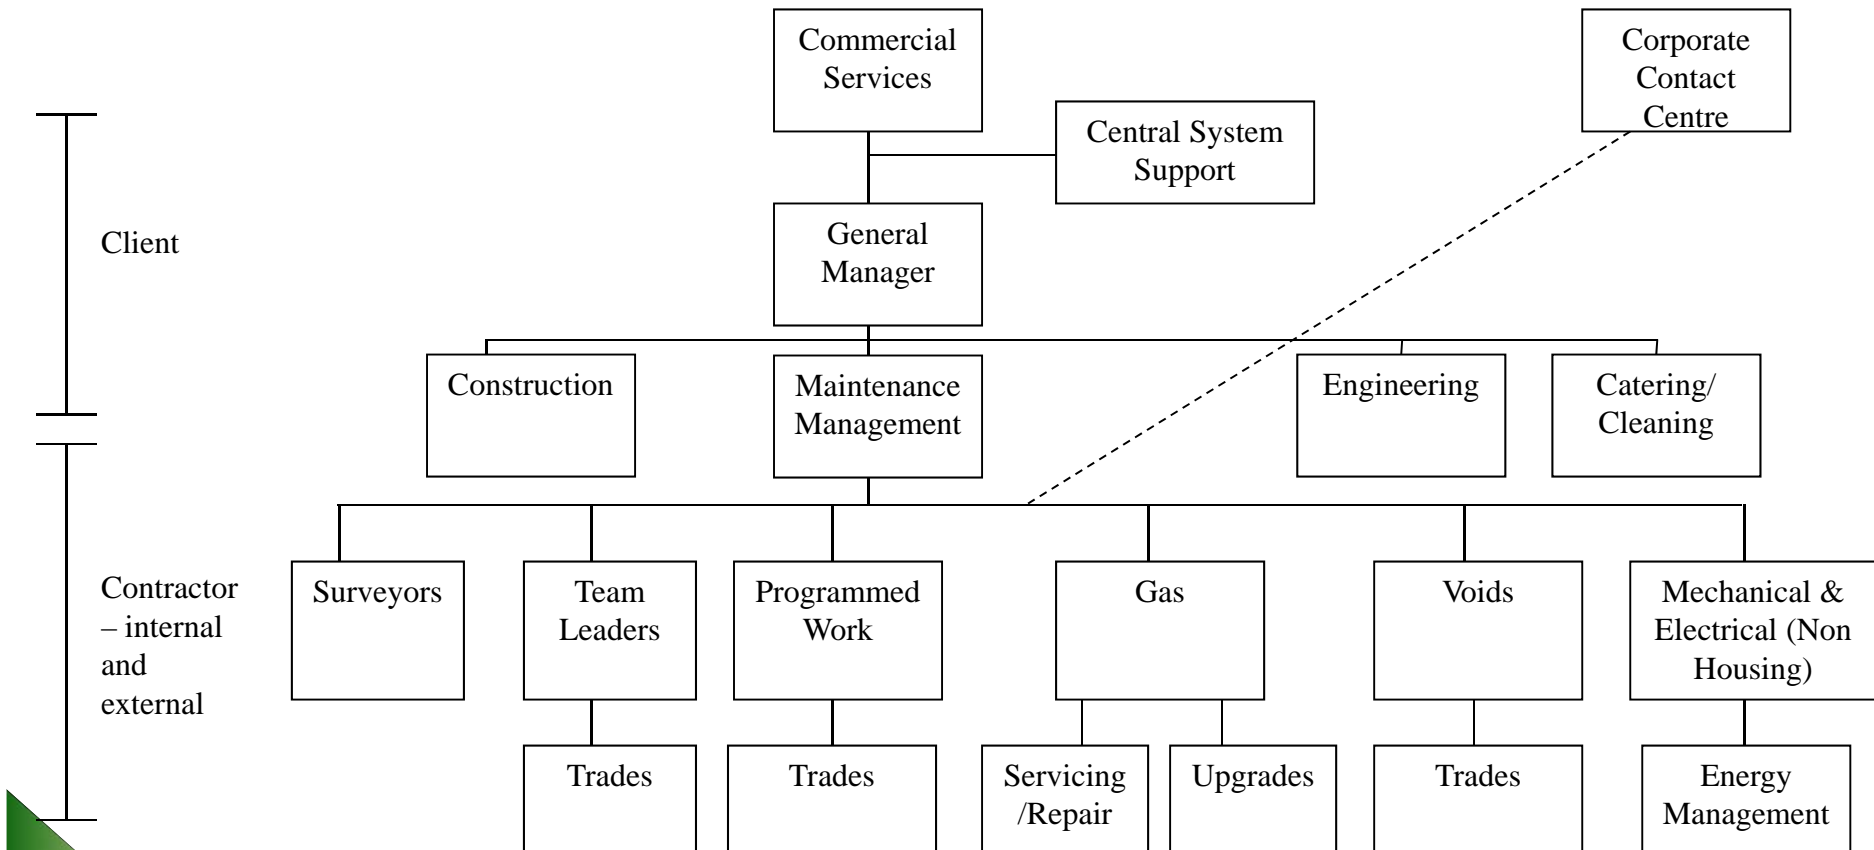 Commercial
Services
Corporate
Contact
Centre
Central System
Support
Client
General
Manager
Construction
Maintenance
Management
Engineering
Catering/
Cleaning
Contractor
– internal
and
external
Surveyors
Team
Leaders
Programmed
Work
Gas
Voids
Mechanical &
Electrical (Non
Housing)
Trades
Trades
Servicing
/Repair
Upgrades
Trades
Energy
Management